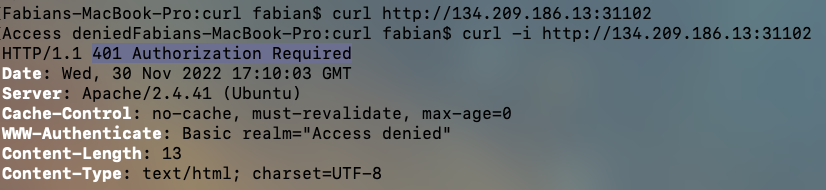 [Fabians-MacBook-Pro:curl fabian$ curl http://134.209.186.13:31102
[Access deniedFabians-MacBook-Pro:curl fabian$ curl -i http://134.209.186.13:31102
HTTP/1.1 401 Authorization Required
Date: Wed, 30 Nov 2022 17:10:03 GMT
Server: Apache/2.4.41 (Ubuntu)
Cache-Control: no-cache, must-revalidate, max-age=0
WWW-Authenticate: Basic realm="Access denied"
Content-Length: 13
Content-Type: text/html; charset=UTF-8